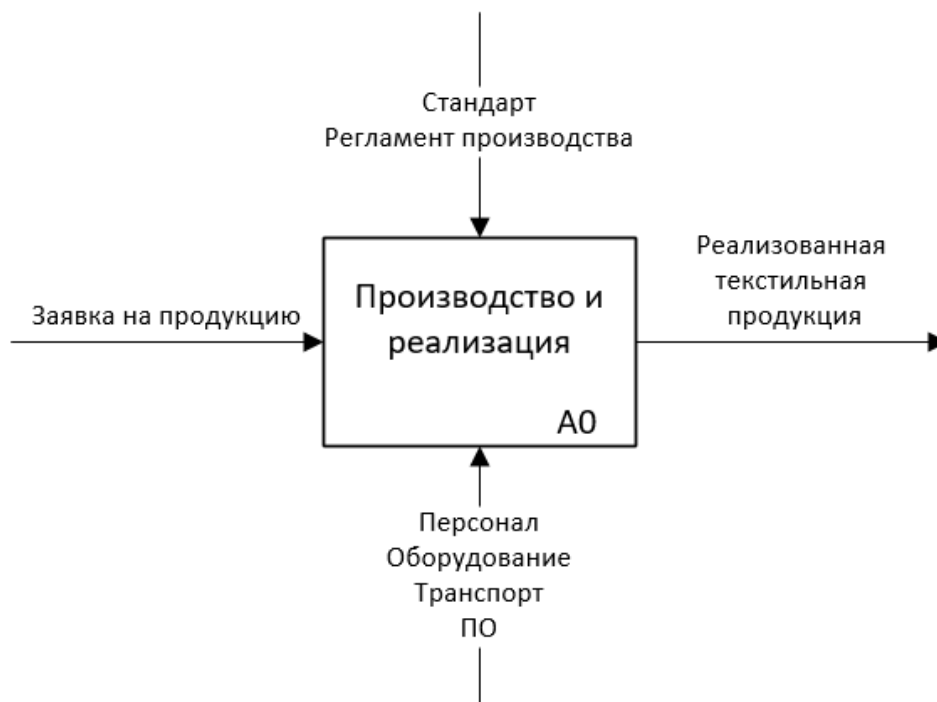 Стандарт
Регламент производства
Реализованная
текстильная
продукция
Заявка на продукцию
Производство и
реализация
А0
Персонал
Оборудование
Транспорт
ПО